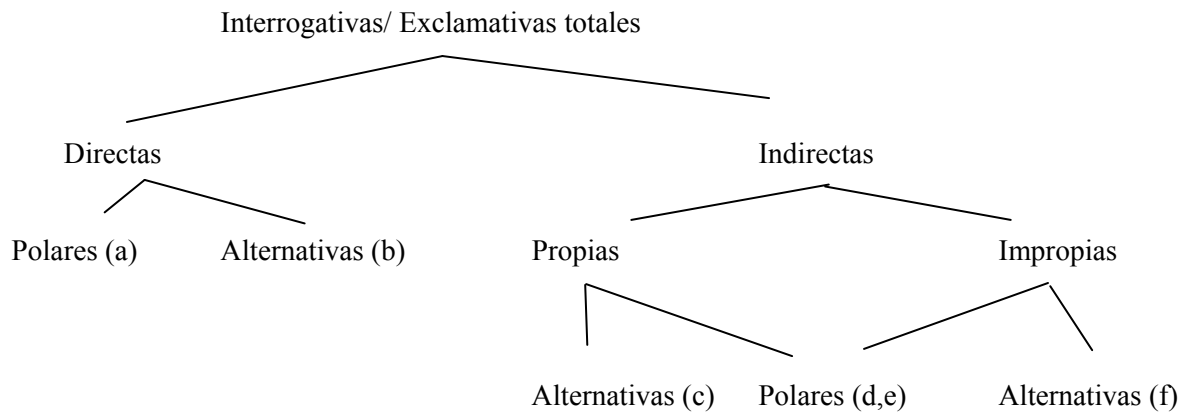 Interrogativas/ Exclamativas totales
Directas Indirectas
Polares (a) Alternativas (b) Propias Impropias
Alternativas (c) Polares (d,e) Alternativas (f)